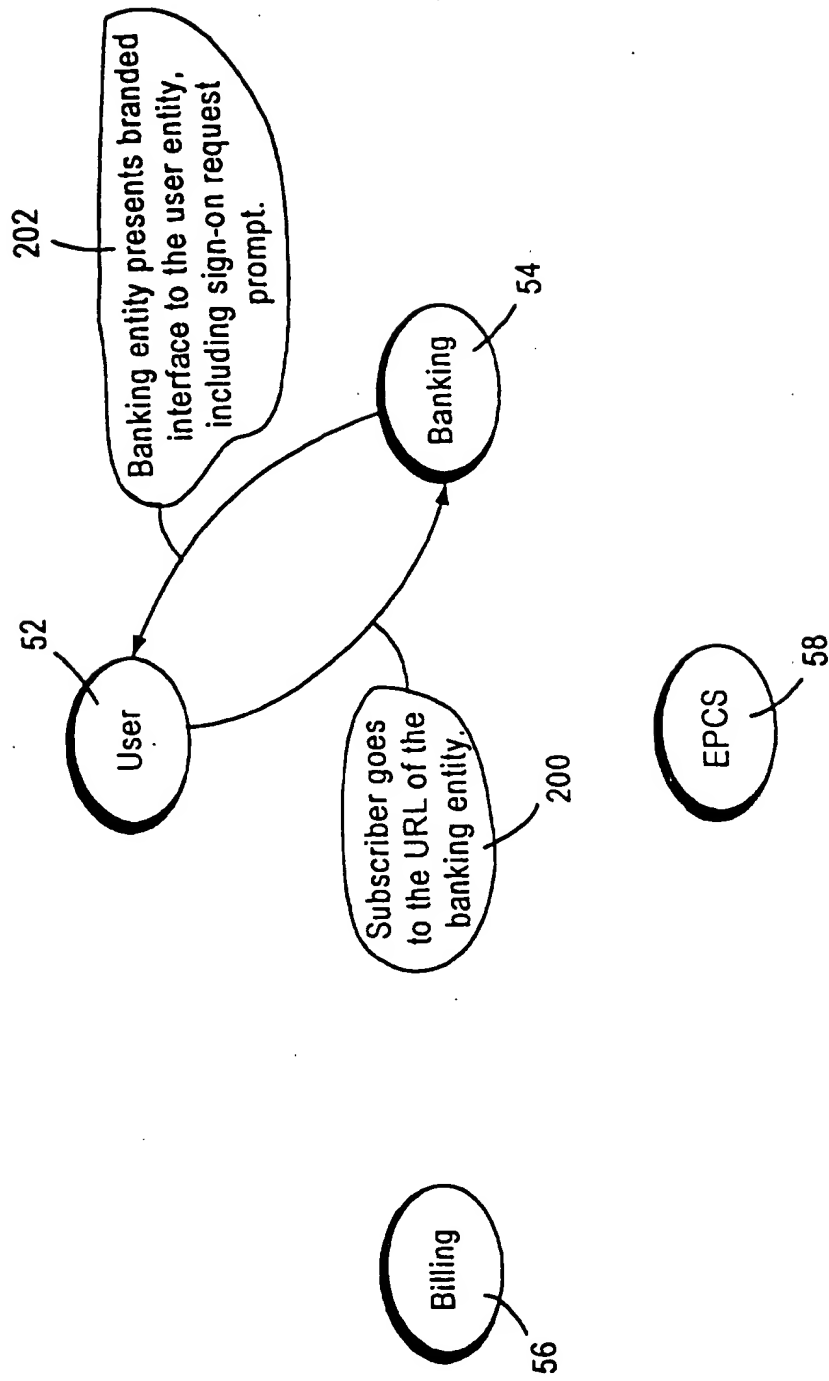 202
Banking entity presents branded
interface to the user entity,
including sign-on request
prompt.
52
User
Banking
54
Subscriber goes
to the URL of the
banking entity.
200
Billing
56
EPCS
58